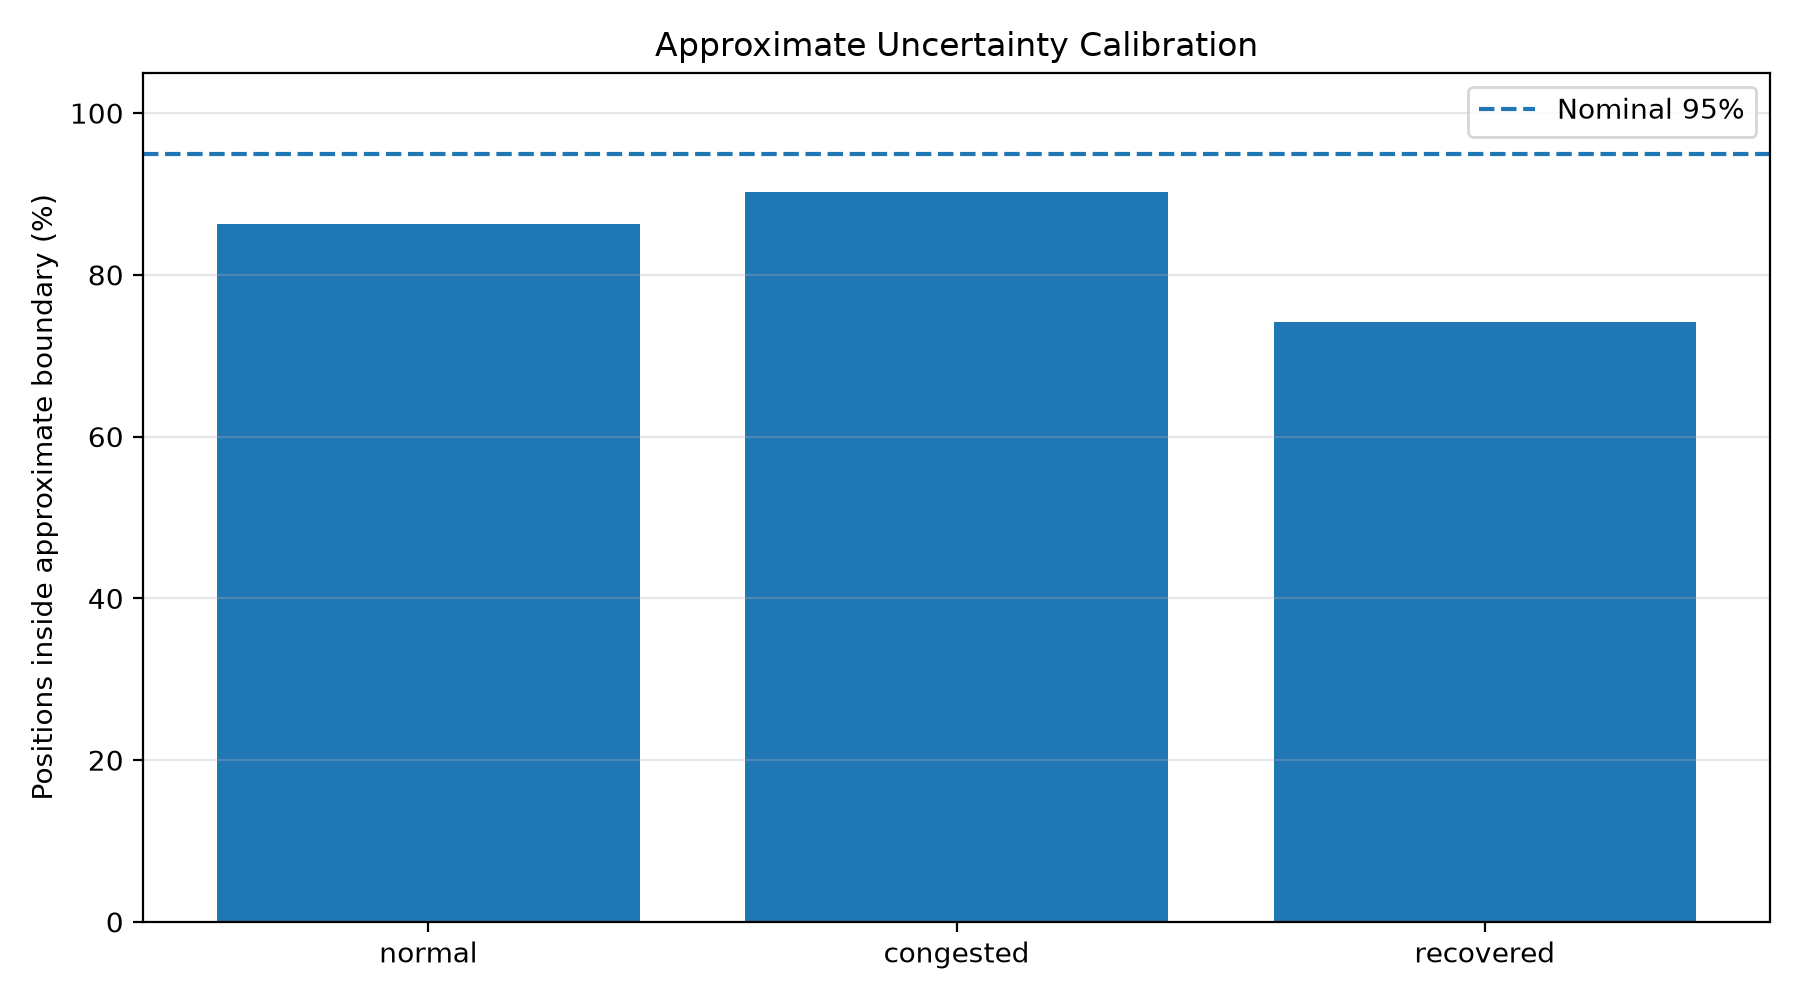 Approximate Uncertainty Calibration
Nominal 95%
Positions inside approximate boundary (%)
100
80
60
40
20
0
normal
congested
recovered